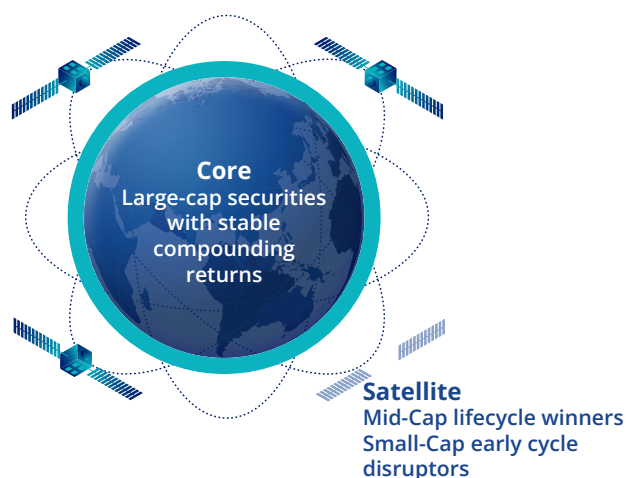 Core
Large-cap securities
with stable
compounding
returns
Satellite
Mid-Cap lifecycle winners
Small-Cap early cycle
disruptors